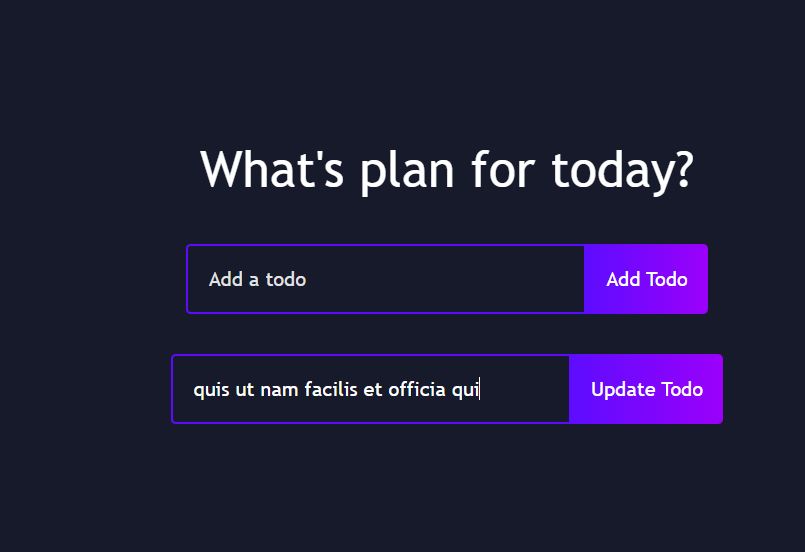 What's plan for today?
Add a todo Add Todo
quis ut nam facilis et officia qui Update Todo